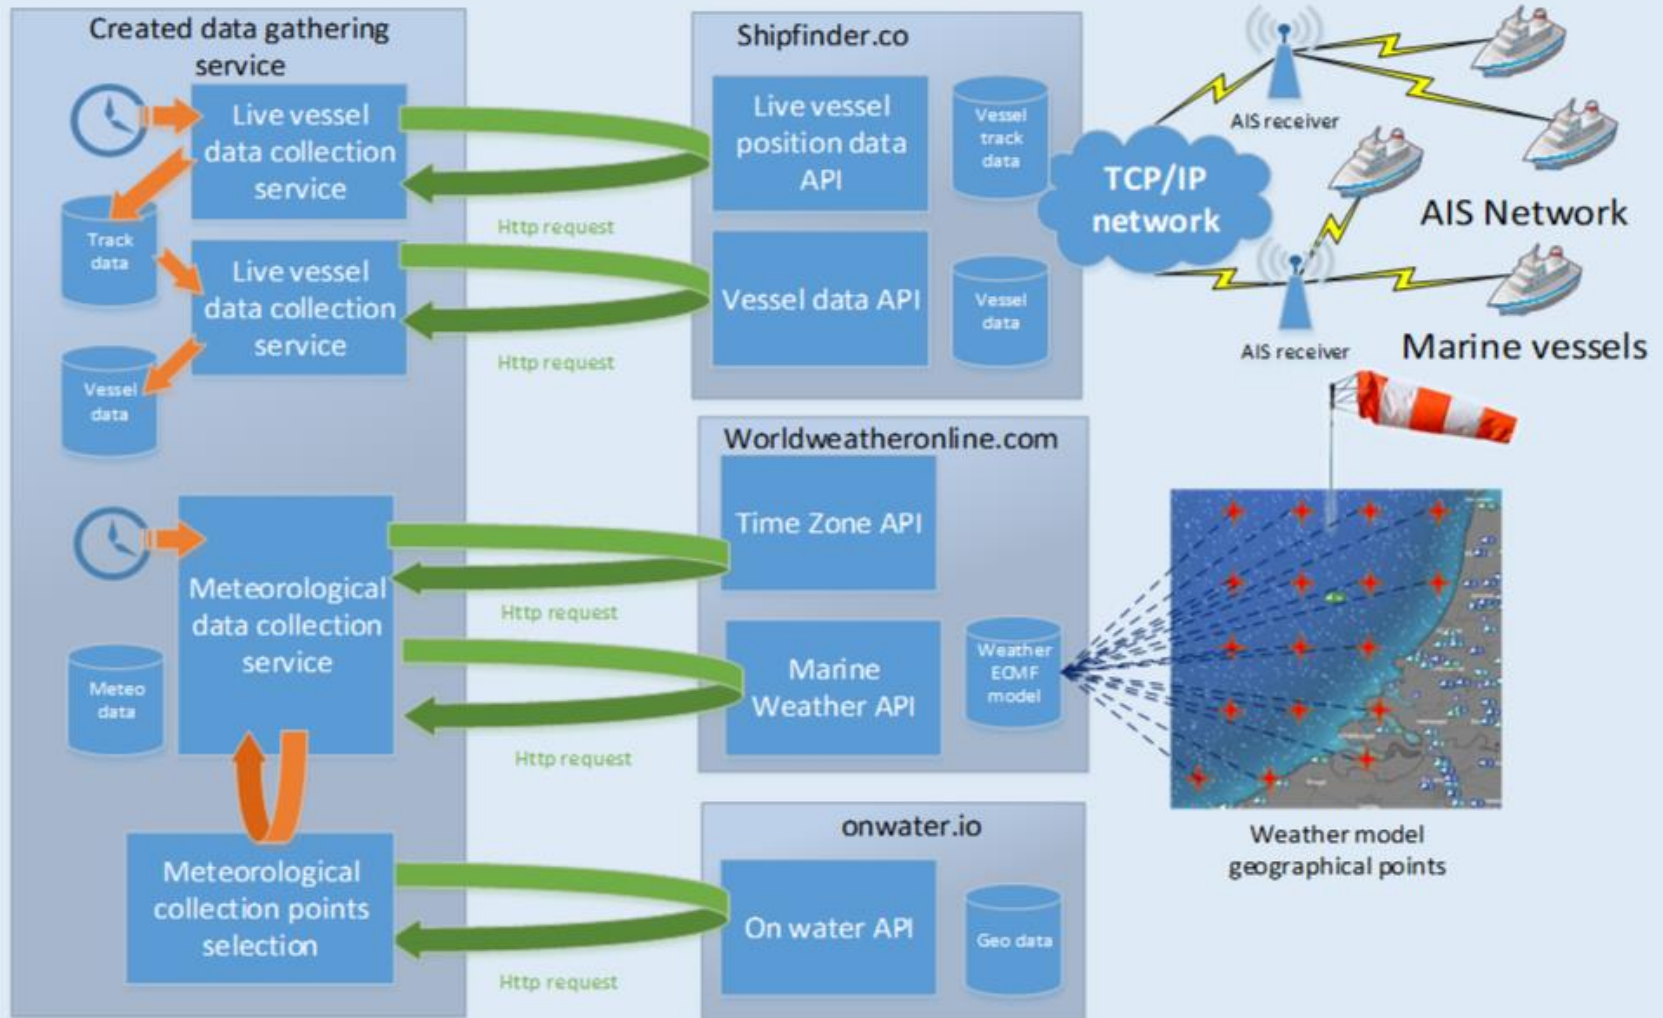 Created data gathering
service
Live vessel
data collection
service
Track
data
Live vessel
data collection
service
Vessel
data
Meteorological
data collection
service
Meteo
data
Meteorological
collection points
selection
Http request
Http request
Http request
Http request
Http request
Shipfinder.co
Live vessel
position data
API
Vessel
track
data
Vessel data API
Vessel
data
Worldweatheronline.com
Time Zone API
Marine
Weather API
Weather
ECMF
model
onwater.io
On water API
Geo data
TCP/IP
network
AIS receiver
AIS Network
AIS receiver
Marine vessels
Weather model
geographical points